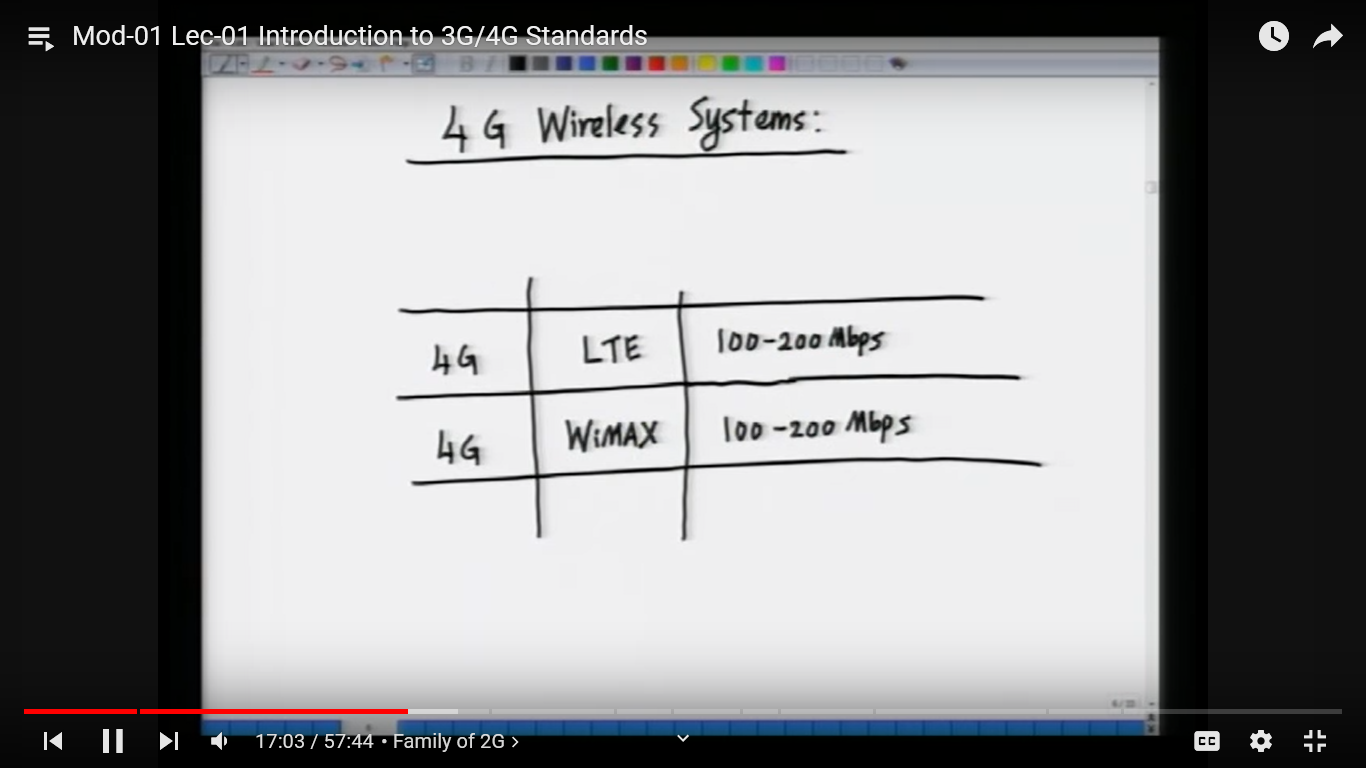 Mod-01 Lec-01 Introduction to 3G/4G Standards
B I
4G Wireless Systems:
4G LTE 100-200 Mbps
4G WiMAX 100-200 Mbps
17:03 / 57:44 • Family of 2G ›
CC